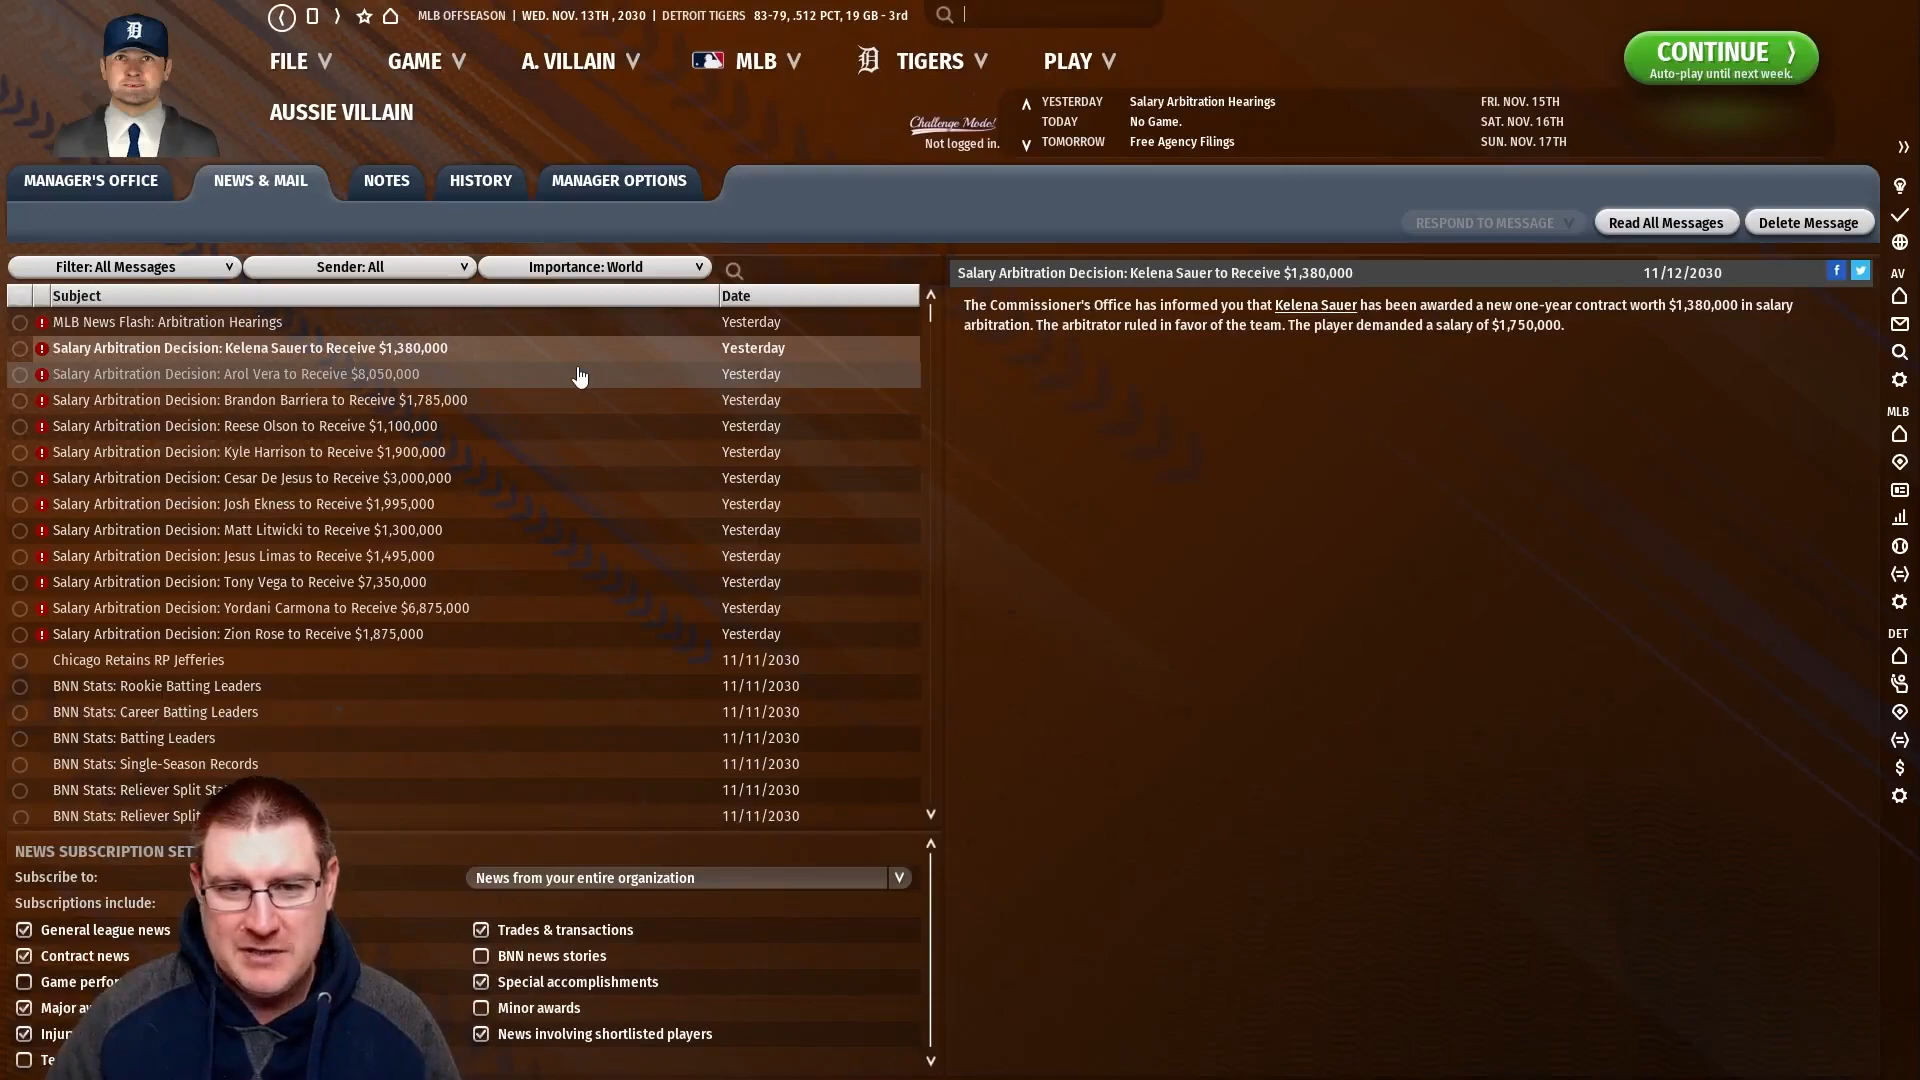 MLB OFFSEASON | WED. NOV. 13TH , 2030 | DETROIT TIGERS 83-79, .512 PCT, 19 GB - 3rd
FILE
GAME
A. VILLAIN
MLB
TIGERS
PLAY
CONTINUE
Auto-play until next week.
AUSSIE VILLAIN
Challenge Mode!
Not logged in.
YESTERDAY Salary Arbitration Hearings FRI. NOV. 15TH
TODAY No Game. SAT. NOV. 16TH
TOMORROW Free Agency Filings SUN. NOV. 17TH
MANAGER'S OFFICE
NEWS & MAIL
NOTES
HISTORY
MANAGER OPTIONS
RESPOND TO MESSAGE
Read All Messages
Delete Message
Filter: All Messages
Sender: All
Importance: World
Subject Date
MLB News Flash: Arbitration Hearings Yesterday
Salary Arbitration Decision: Kelena Sauer to Receive $1,380,000 Yesterday
Salary Arbitration Decision: Arol Vera to Receive $8,050,000 Yesterday
Salary Arbitration Decision: Brandon Barriera to Receive $1,785,000 Yesterday
Salary Arbitration Decision: Reese Olson to Receive $1,100,000 Yesterday
Salary Arbitration Decision: Kyle Harrison to Receive $1,900,000 Yesterday
Salary Arbitration Decision: Cesar De Jesus to Receive $3,000,000 Yesterday
Salary Arbitration Decision: Josh Ekness to Receive $1,995,000 Yesterday
Salary Arbitration Decision: Matt Litwicki to Receive $1,300,000 Yesterday
Salary Arbitration Decision: Jesus Limas to Receive $1,495,000 Yesterday
Salary Arbitration Decision: Tony Vega to Receive $7,350,000 Yesterday
Salary Arbitration Decision: Yordani Carmona to Receive $6,875,000 Yesterday
Salary Arbitration Decision: Zion Rose to Receive $1,875,000 Yesterday
Chicago Retains RP Jefferies 11/11/2030
BNN Stats: Rookie Batting Leaders 11/11/2030
BNN Stats: Career Batting Leaders 11/11/2030
BNN Stats: Batting Leaders 11/11/2030
BNN Stats: Single-Season Records 11/11/2030
BNN Stats: Reliever Split 11/11/2030
BNN Stats: Reliever Split 11/11/2030
Salary Arbitration Decision: Kelena Sauer to Receive $1,380,000 11/12/2030
The Commissioner's Office has informed you that Kelena Sauer has been awarded a new one-year contract worth $1,380,000 in salary
arbitration. The arbitrator ruled in favor of the team. The player demanded a salary of $1,750,000.
NEWS SUBSCRIPTION SET
Subscribe to: News from your entire organization
Subscriptions include:
General league news Trades & transactions
Contract news BNN news stories
Game Special accomplishments
Major Minor awards
News involving shortlisted players
AV
MLB
DET